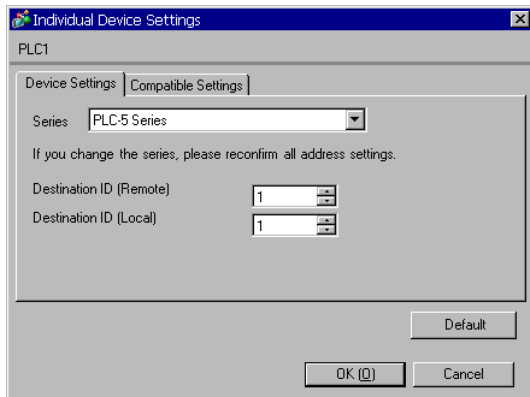 Individual Device Settings
PLC1
Device Settings Compatible Settings
Series PLC-5 Series
If you change the series, please reconfirm all address settings.
Destination ID (Remote) 1
Destination ID (Local) 1
Default
OK (O) Cancel